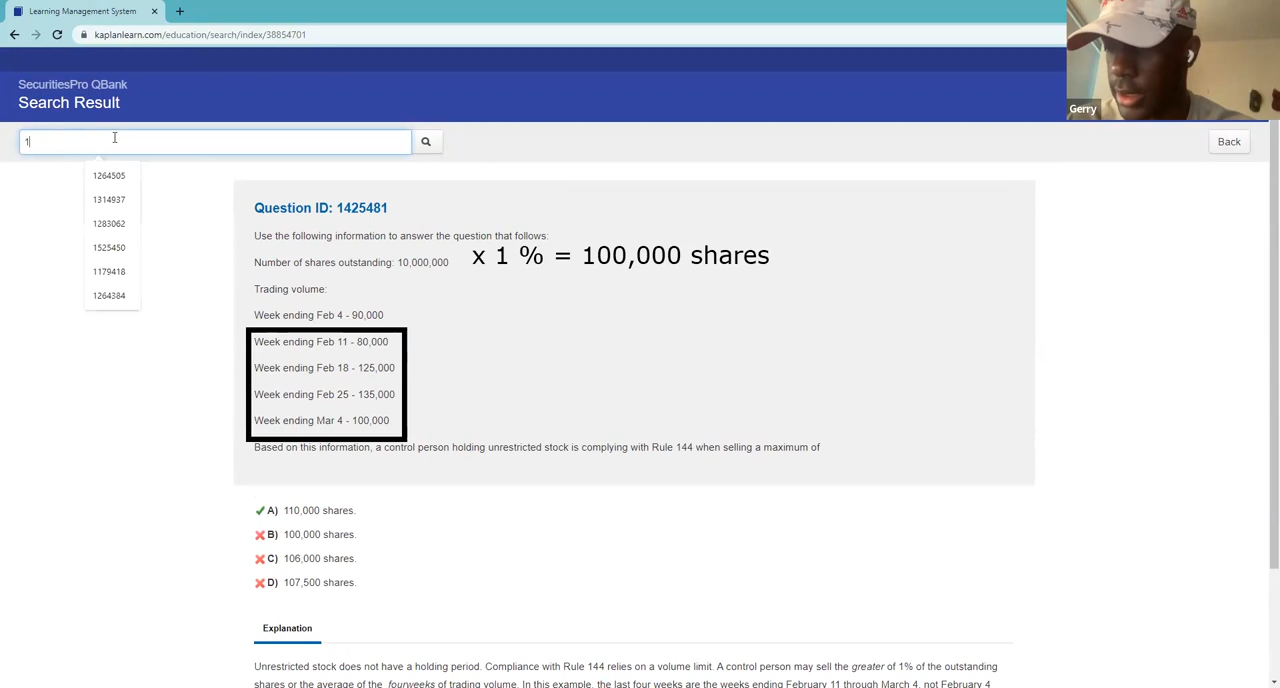 Learning Management System
kaplanlearn.com/education/search/index/38854701
SecuritiesPro QBank
Search Result
Gerry
1
Back
1264505
1314937
1283062
1525450
1179418
1264384
Question ID: 1425481
Use the following information to answer the question that follows:
Number of shares outstanding: 10,000,000 x 1 % = 100,000 shares
Trading volume:
Week ending Feb 4 - 90,000
Week ending Feb 11 - 80,000
Week ending Feb 18 - 125,000
Week ending Feb 25 - 135,000
Week ending Mar 4 - 100,000
Based on this information, a control person holding unrestricted stock is complying with Rule 144 when selling a maximum of
A) 110,000 shares.
B) 100,000 shares.
C) 106,000 shares.
D) 107,500 shares.
Explanation
Unrestricted stock does not have a holding period. Compliance with Rule 144 relies on a volume limit. A control person may sell the greater of 1% of the outstanding
shares or the average of the fourweeks of trading volume. In this example, the last four weeks are the weeks ending February 11 through March 4, not February 4